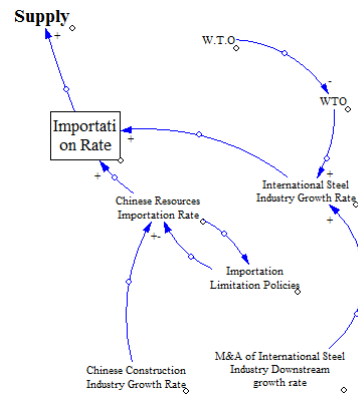 Supply
+
W.T.O
-
WTO
Importati
on Rate
+
+
+
International Steel
Industry Growth Rate
+
Chinese Resources
Importation Rate
+-
Importation
Limitation Policies
M&A of International Steel
Industry Downstream
growth rate
Chinese Construction
Industry Growth Rate